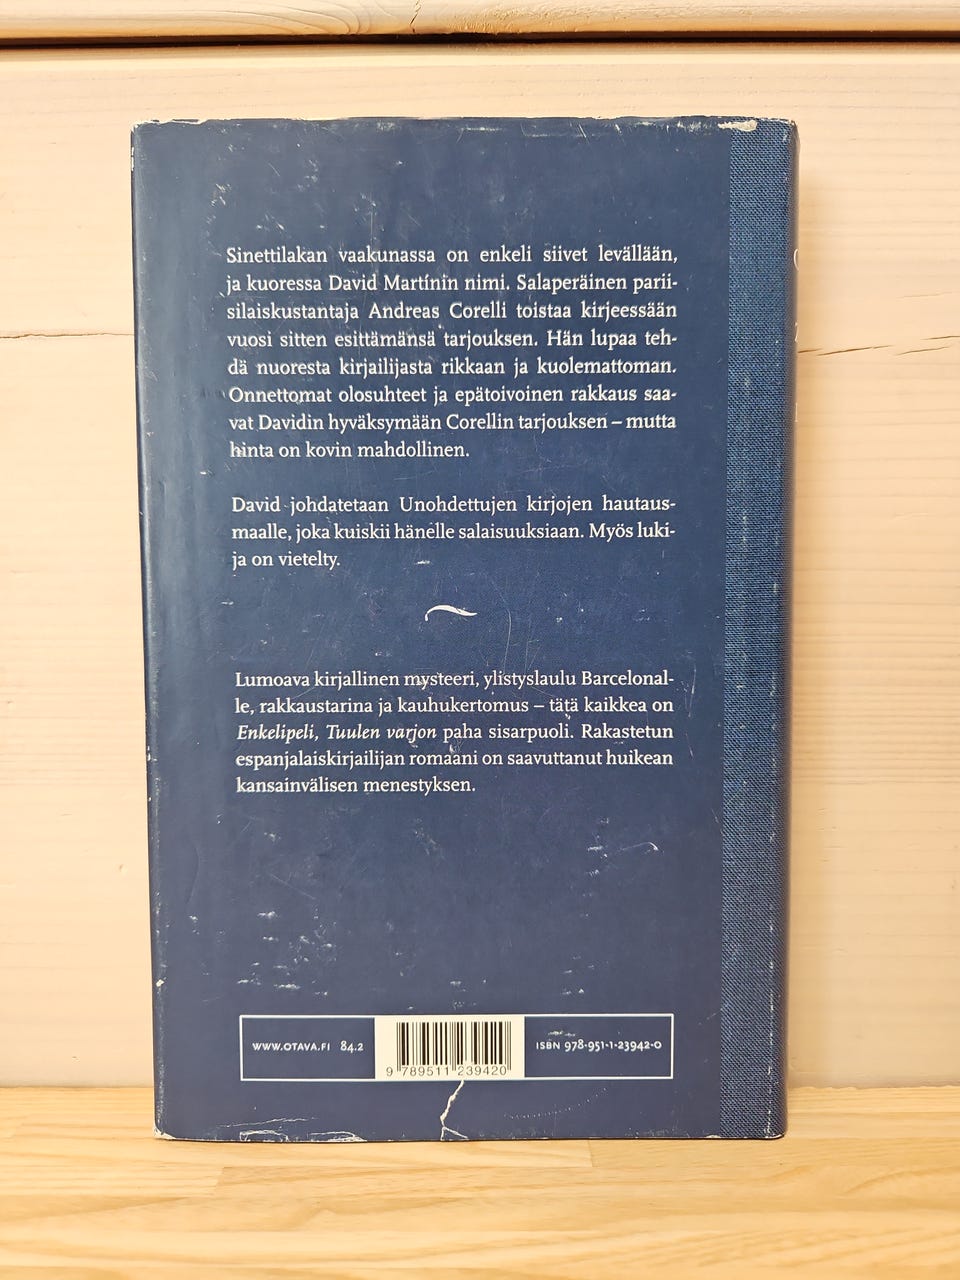 Sinettilakan vaakunassa on enkeli siivet levällään,
ja kuoressa David Martínin nimi. Salaperäinen parii-
silaiskustantaja Andreas Corelli toistaa kirjeessään
vuosi sitten esittämänsä tarjouksen. Hän lupaa teh-
dä nuoresta kirjailijasta rikkaan ja kuolemattoman.
Onnettomat olosuhteet ja epätoivoinen rakkaus saa-
vat Davidin hyväksymään Corellin tarjouksen – mutta
hinta on kovin mahdollinen.
David johdatetaan Unohdettujen kirjojen hautaus-
maalle, joka kuiskii hänelle salaisuuksiaan. Myös luki-
ja on vietelty.
Lumoava kirjallinen mysteeri, ylistyslaulu Barcelonal-
le, rakkaustarina ja kauhukertomus – tätä kaikkea on
Enkelipeli, Tuulen varjon paha sisarpuoli. Rakastetun
espanjalaiskirjailijan romaani on saavuttanut huikean
kansainvälisen menestyksen.
WWW.OTAVA.FI 84.2
ISBN 978-951-1-23942-0
9 789511 239420